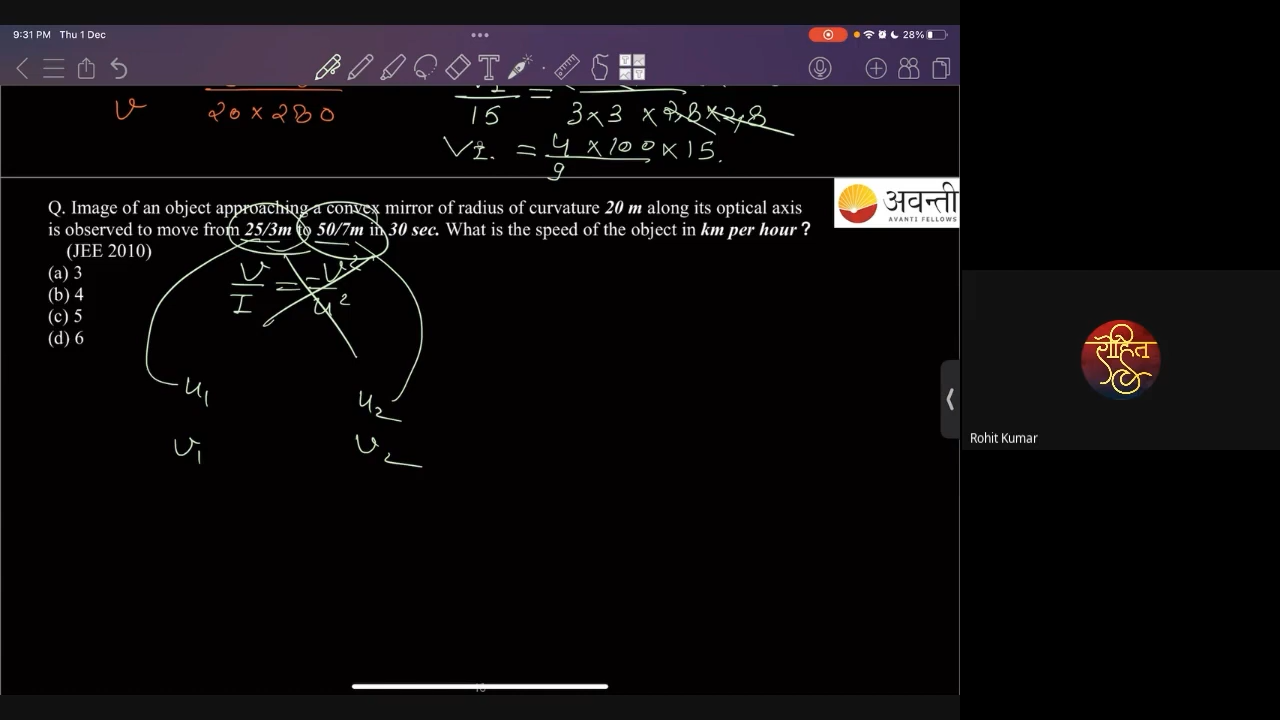 9:31 PM Thu 1 Dec
28%
V
20 × 280
15 = 3×3 × 28×28
V I. = 4 × 100 × 15.
9
अवन्ती
AVANTI FELLOWS
Q. Image of an object approaching a convex mirror of radius of curvature 20 m along its optical axis
is observed to move from 25/3m to 50/7m in 30 sec. What is the speed of the object in km per hour ?
(JEE 2010)
(a) 3
(b) 4
(c) 5
(d) 6
V/I = -V²/u²
u₁ u₂
v₁ v₂
रोहित
Rohit Kumar